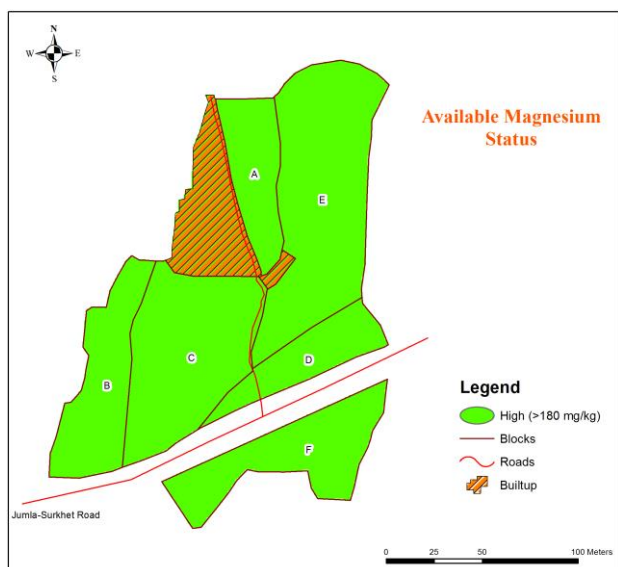 N
W E
S
Available Magnesium
Status
A
E
C
D
B
F
Legend
High (>180 mg/kg)
Blocks
Roads
Builtup
Jumla-Surkhet Road
0 25 50 100 Meters